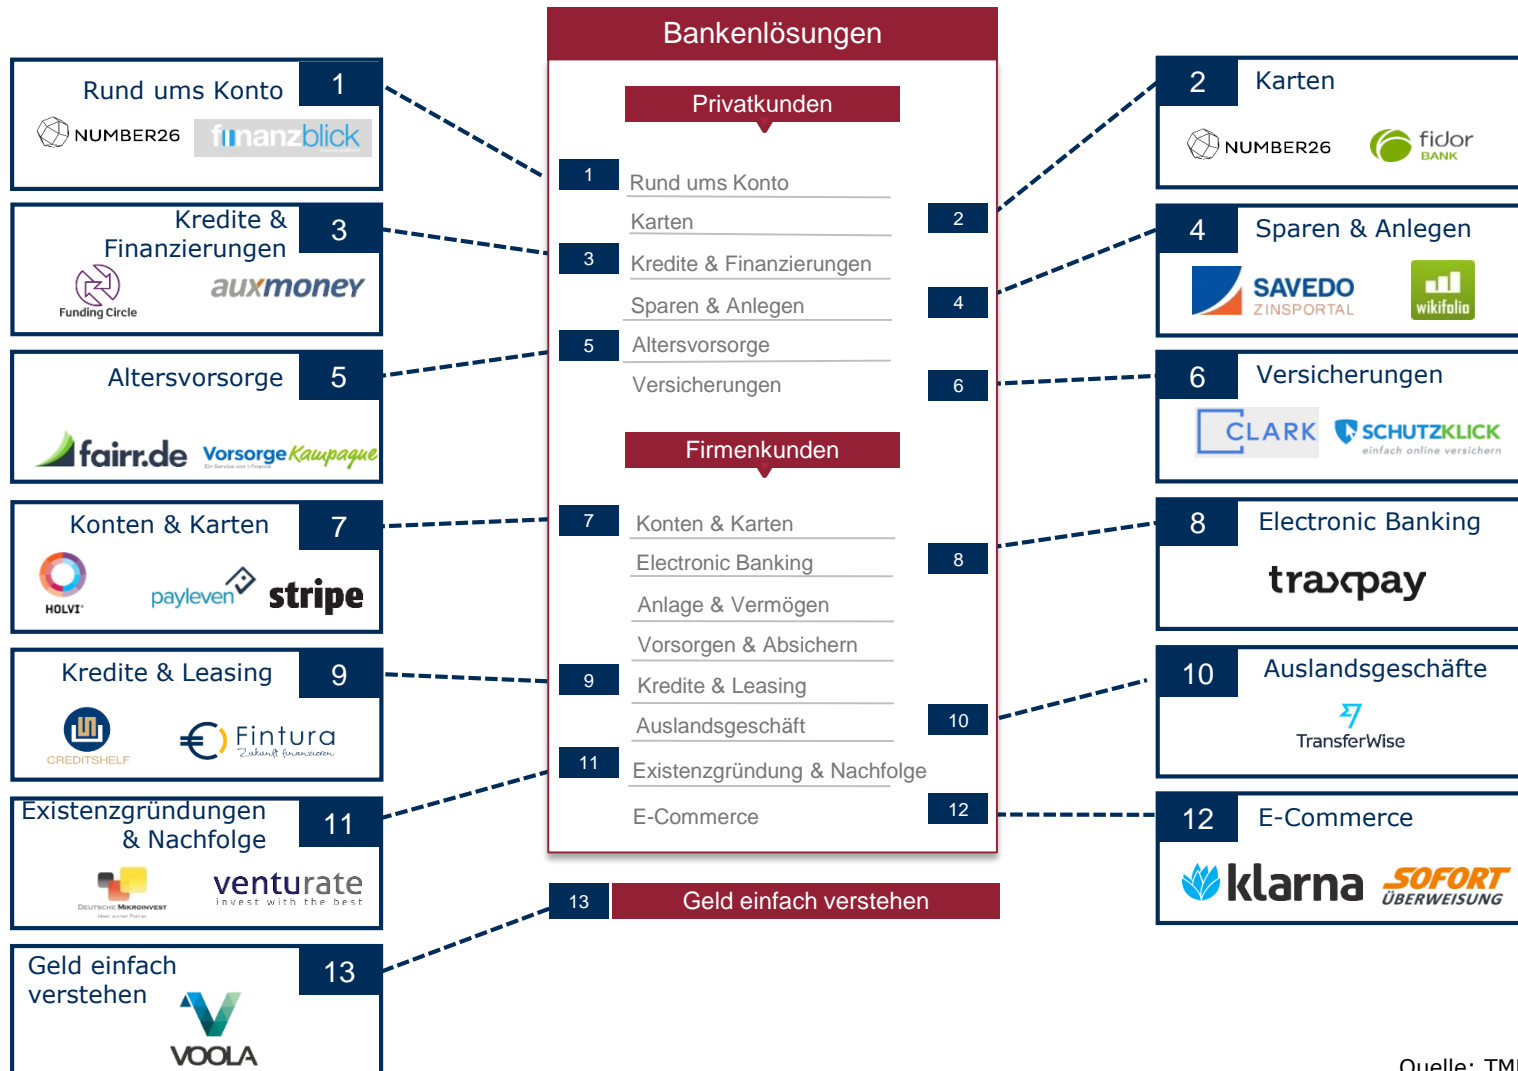 Bankenlösungen
Privatkunden
1
Rund ums Konto
Karten
2
3
Kredite & Finanzierungen
Sparen & Anlegen
4
5
Altersvorsorge
Versicherungen
6
Firmenkunden
7
Konten & Karten
Electronic Banking
8
Anlage & Vermögen
Vorsorgen & Absichern
9
Kredite & Leasing
Auslandsgeschäft
10
11
Existenzgründung & Nachfolge
E-Commerce
12
13
Geld einfach verstehen
Rund ums Konto
1
NUMBER26
finanzblick
2
Karten
NUMBER26
fidor
BANK
Kredite &
Finanzierungen
3
Funding Circle
auxmoney
4
Sparen & Anlegen
SAVEDO
ZINSPORTAL
wikifolio
Altersvorsorge
5
fairr.de
Vorsorge Kampagne
6
Versicherungen
CLARK
SCHUTZKLICK
einfach online versichern
Konten & Karten
7
HOLVI
payleven
stripe
8
Electronic Banking
traxpay
Kredite & Leasing
9
CREDITSHELF
Fintura
Zukunft finanzieren
10
Auslandsgeschäfte
TransferWise
Existenzgründungen
& Nachfolge
11
DEUTSCHE MIKROINVEST
Ideen suchen Partner
venturate
invest with the best
12
E-Commerce
klarna
SOFORT
ÜBERWEISUNG
Geld einfach
verstehen
13
VOOLA
Quelle: